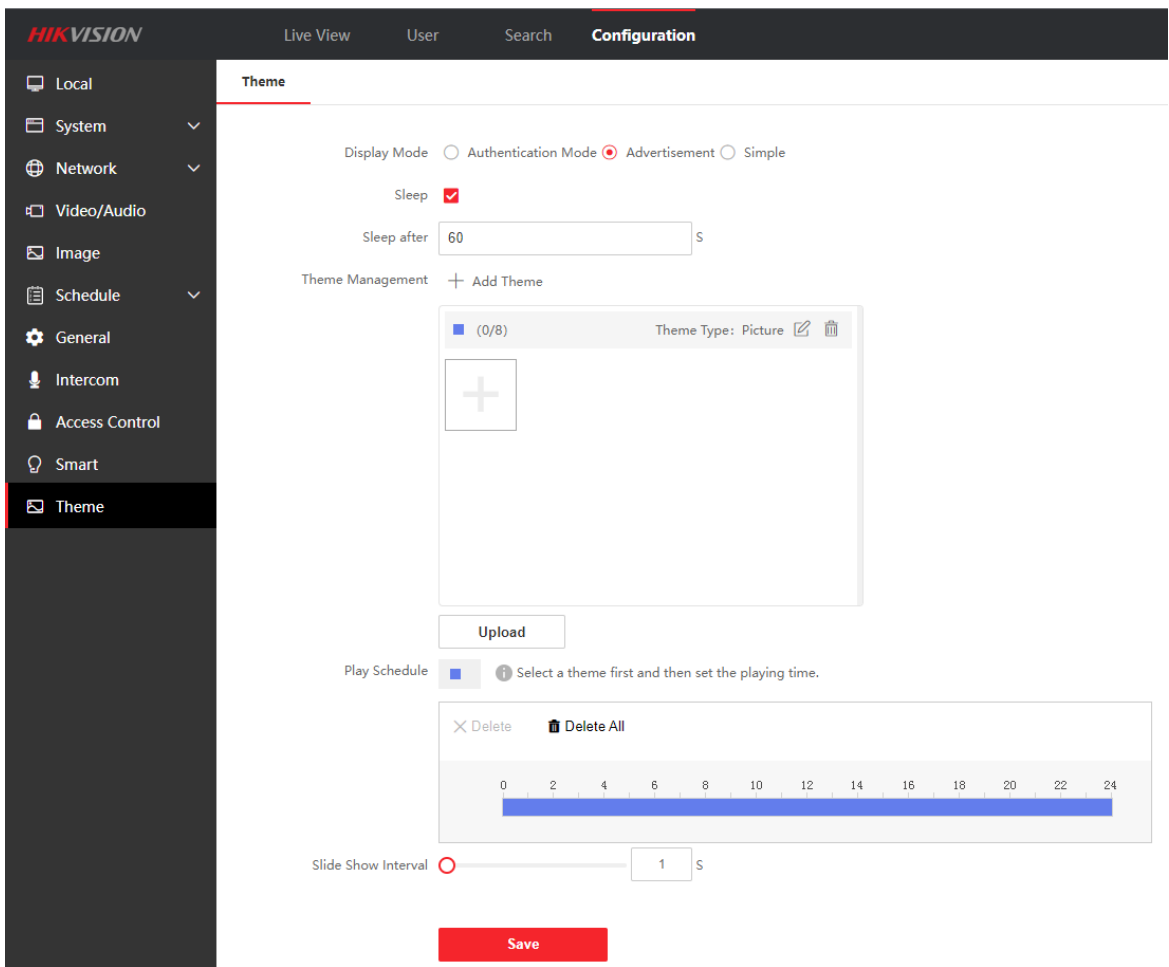 HIKVISION Live View User Search Configuration
Local
System
Network
Video/Audio
Image
Schedule
General
Intercom
Access Control
Smart
Theme
Theme
Display Mode Authentication Mode Advertisement Simple
Sleep
Sleep after 60 S
Theme Management Add Theme
(0/8) Theme Type: Picture
Upload
Play Schedule Select a theme first and then set the playing time.
Delete Delete All
0 2 4 6 8 10 12 14 16 18 20 22 24
Slide Show Interval 1 S
Save